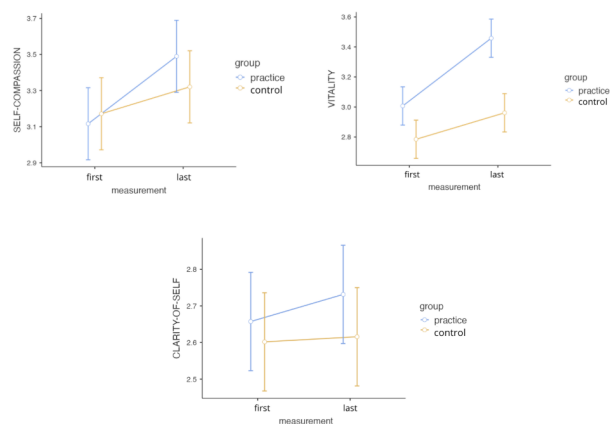 3.7
3.5
3.3
3.1
2.9
SELF-COMPASSION
first
last
measurement
group
practice
control
3.6
3.4
3.0
2.8
VITALITY
first
last
measurement
group
practice
control
2.8
2.7
2.6
2.5
CLARITY-OF-SELF
first
last
measurement
group
practice
control